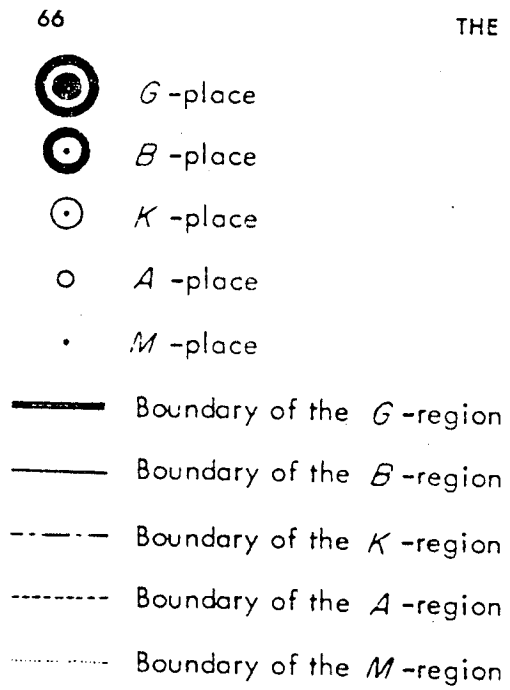 66 THE
G-place
B-place
K-place
A-place
M-place
Boundary of the G-region
Boundary of the B-region
Boundary of the K-region
Boundary of the A-region
Boundary of the M-region